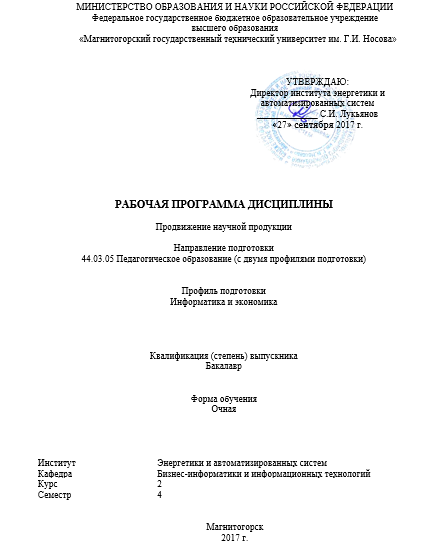 МИНИСТЕРСТВО ОБРАЗОВАНИЯ И НАУКИ РОССИЙСКОЙ ФЕДЕРАЦИИ
Федеральное государственное бюджетное образовательное учреждение
высшего образования
«Магнитогорский государственный технический университет им. Г.И. Носова»
УТВЕРЖДАЮ:
Директор института энергетики и
автоматизированных систем
С.И. Лукьянов
«27» сентября 2017 г.
РАБОЧАЯ ПРОГРАММА ДИСЦИПЛИНЫ
Продвижение научной продукции
Направление подготовки
44.03.05 Педагогическое образование (с двумя профилями подготовки)
Профиль подготовки
Информатика и экономика
Квалификация (степень) выпускника
Бакалавр
Форма обучения
Очная
Институт Энергетики и автоматизированных систем
Кафедра Бизнес-информатики и информационных технологий
Курс 2
Семестр 4
Магнитогорск
2017 г.